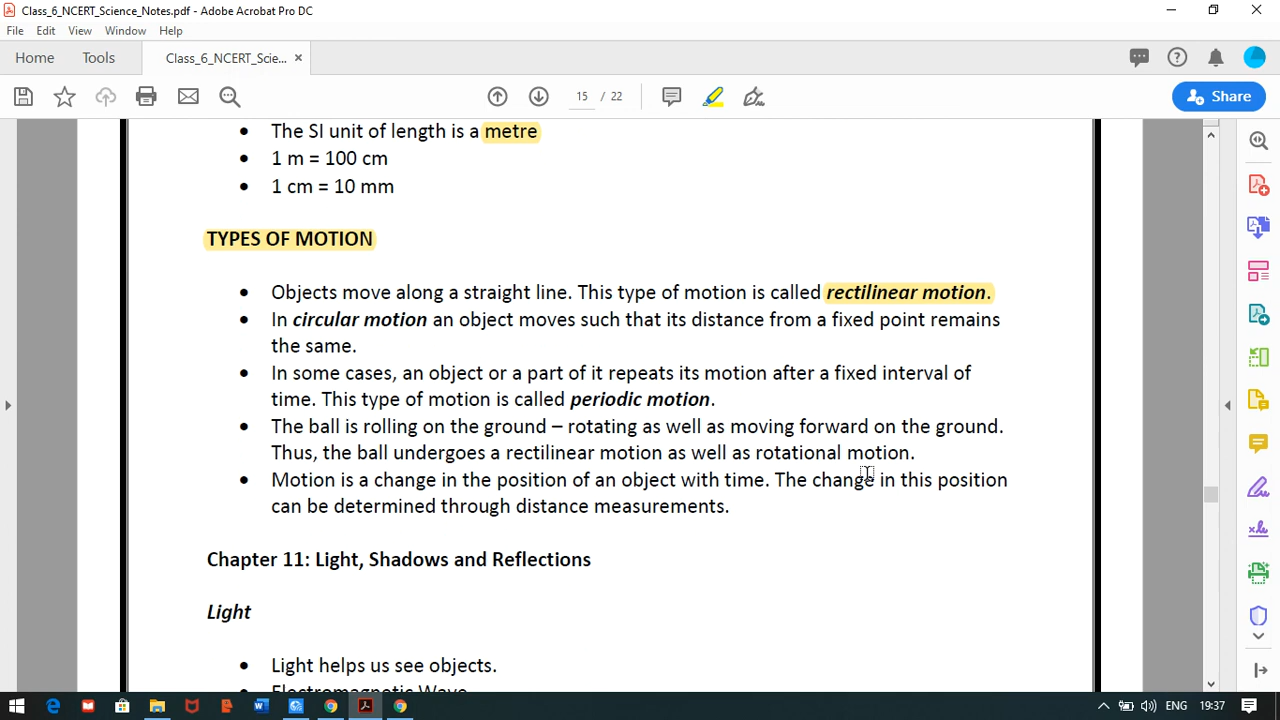 Class_6_NCERT_Science_Notes.pdf - Adobe Acrobat Pro DC
File Edit View Window Help
Home Tools Class_6_NCERT_Scie... ×
15 / 22
Share
• The SI unit of length is a metre
• 1 m = 100 cm
• 1 cm = 10 mm
TYPES OF MOTION
• Objects move along a straight line. This type of motion is called rectilinear motion.
• In circular motion an object moves such that its distance from a fixed point remains
the same.
• In some cases, an object or a part of it repeats its motion after a fixed interval of
time. This type of motion is called periodic motion.
• The ball is rolling on the ground – rotating as well as moving forward on the ground.
Thus, the ball undergoes a rectilinear motion as well as rotational motion.
• Motion is a change in the position of an object with time. The change in this position
can be determined through distance measurements.
Chapter 11: Light, Shadows and Reflections
Light
• Light helps us see objects.
• Electromagnetic Wave
ENG 19:37